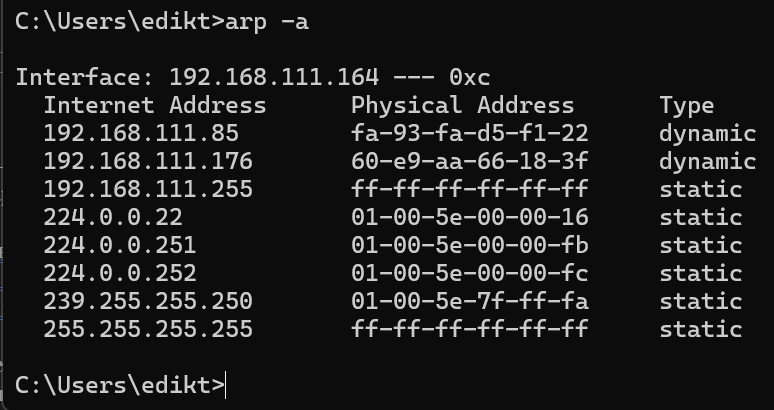 C:\Users\edikt>arp -a
Interface: 192.168.111.164 --- 0xc
Internet Address Physical Address Type
192.168.111.85 fa-93-fa-d5-f1-22 dynamic
192.168.111.176 60-e9-aa-66-18-3f dynamic
192.168.111.255 ff-ff-ff-ff-ff-ff static
224.0.0.22 01-00-5e-00-00-16 static
224.0.0.251 01-00-5e-00-00-fb static
224.0.0.252 01-00-5e-00-00-fc static
239.255.255.250 01-00-5e-7f-ff-fa static
255.255.255.255 ff-ff-ff-ff-ff-ff static
C:\Users\edikt>